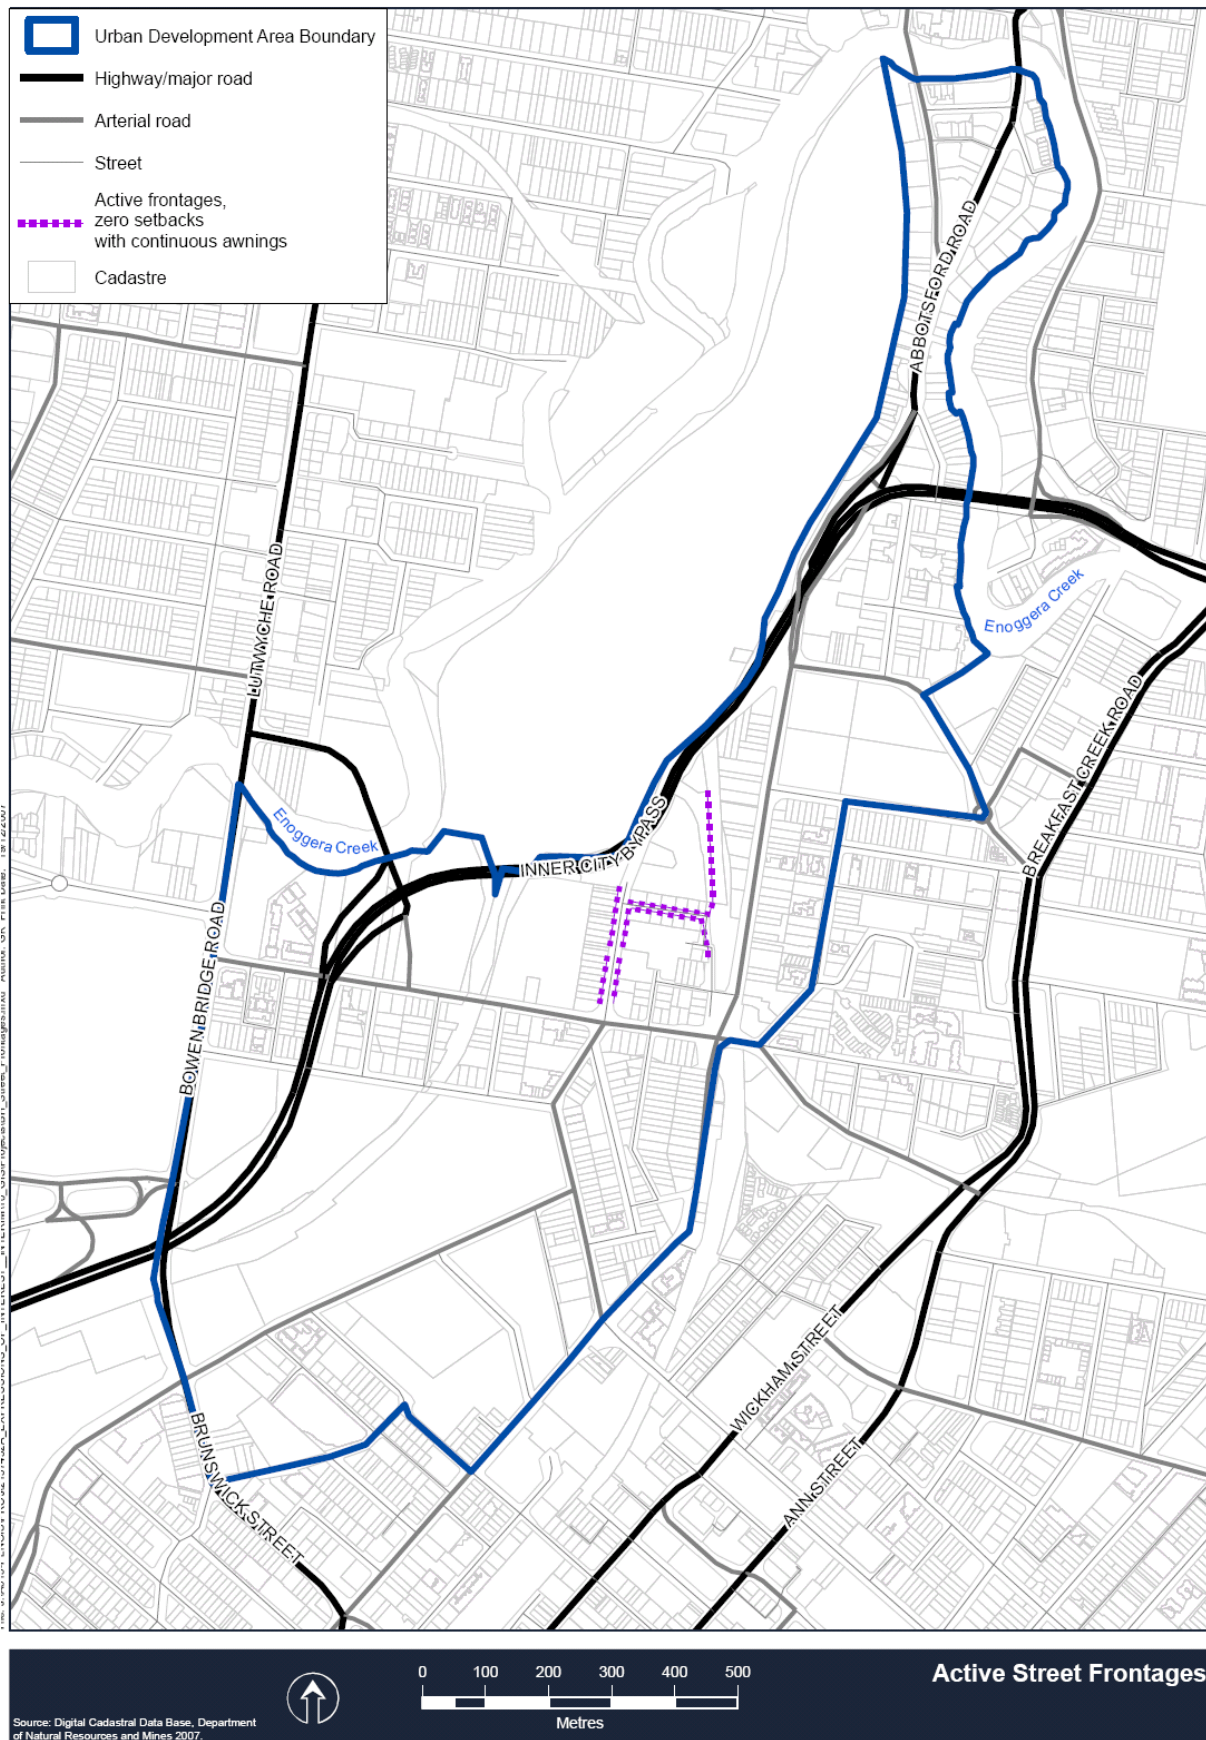 Urban Development Area Boundary
Highway/major road
Arterial road
Street
Active frontages,
zero setbacks
with continuous awnings
Cadastre
ABBOTSFORD ROAD
LUTWYCHE ROAD
Enoggera Creek
BREAKFAST CREEK ROAD
Enoggera Creek
INNER CITY BYPASS
BOWEN BRIDGE ROAD
WICKHAM STREET
BRUNSWICK STREET
ANN STREET
0 100 200 300 400 500
Metres
Active Street Frontages
Source: Digital Cadastral Data Base, Department
of Natural Resources and Mines 2007.